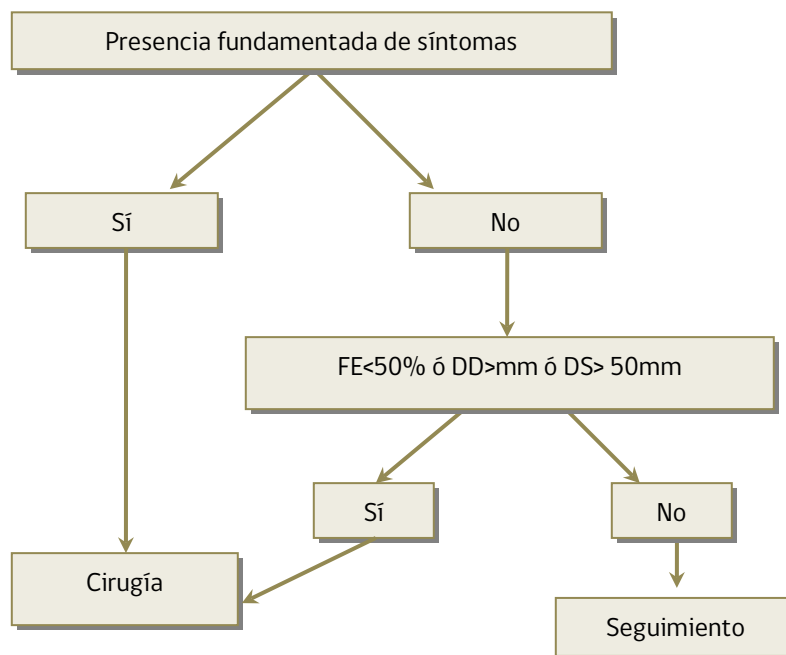 Presencia fundamentada de síntomas
Sí
No
FE<50% ó DD>mm ó DS> 50mm
Sí
No
Cirugía
Seguimiento